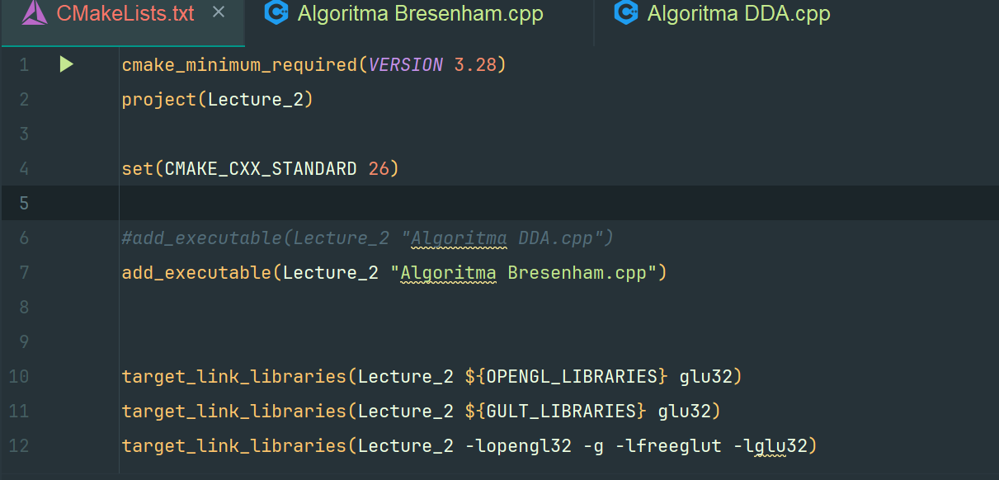 CMakeLists.txt × Algoritma Bresenham.cpp Algoritma DDA.cpp
1 cmake_minimum_required(VERSION 3.28)
2 project(Lecture_2)
3
4 set(CMAKE_CXX_STANDARD 26)
5
6 #add_executable(Lecture_2 "Algoritma DDA.cpp")
7 add_executable(Lecture_2 "Algoritma Bresenham.cpp")
8
9
10 target_link_libraries(Lecture_2 ${OPENGL_LIBRARIES} glu32)
11 target_link_libraries(Lecture_2 ${GULT_LIBRARIES} glu32)
12 target_link_libraries(Lecture_2 -lopengl32 -g -lfreeglut -lglu32)